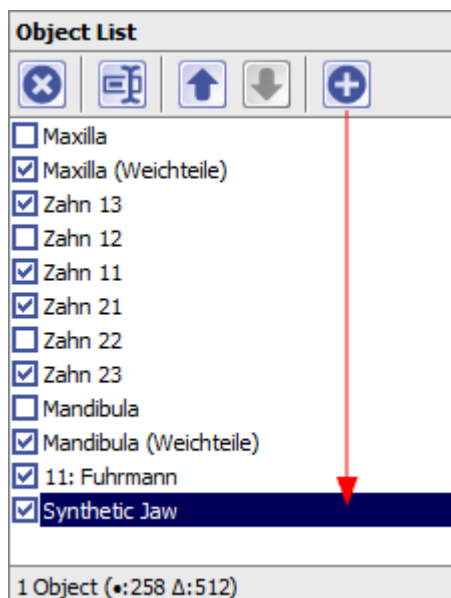 Object List
Maxilla
Maxilla (Weichteile)
Zahn 13
Zahn 12
Zahn 11
Zahn 21
Zahn 22
Zahn 23
Mandibula
Mandibula (Weichteile)
11: Fuhrmann
Synthetic Jaw
1 Object (•:258 Δ:512)